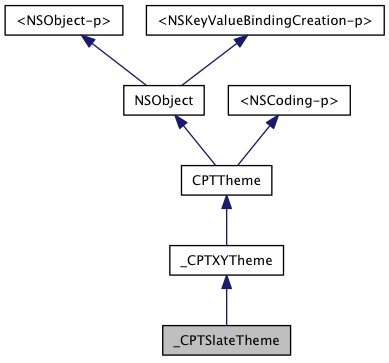 <NSObject-p>
<NSKeyValueBindingCreation-p>
NSObject
<NSCoding-p>
CPTTheme
_CPTXYTheme
_CPTSlateTheme